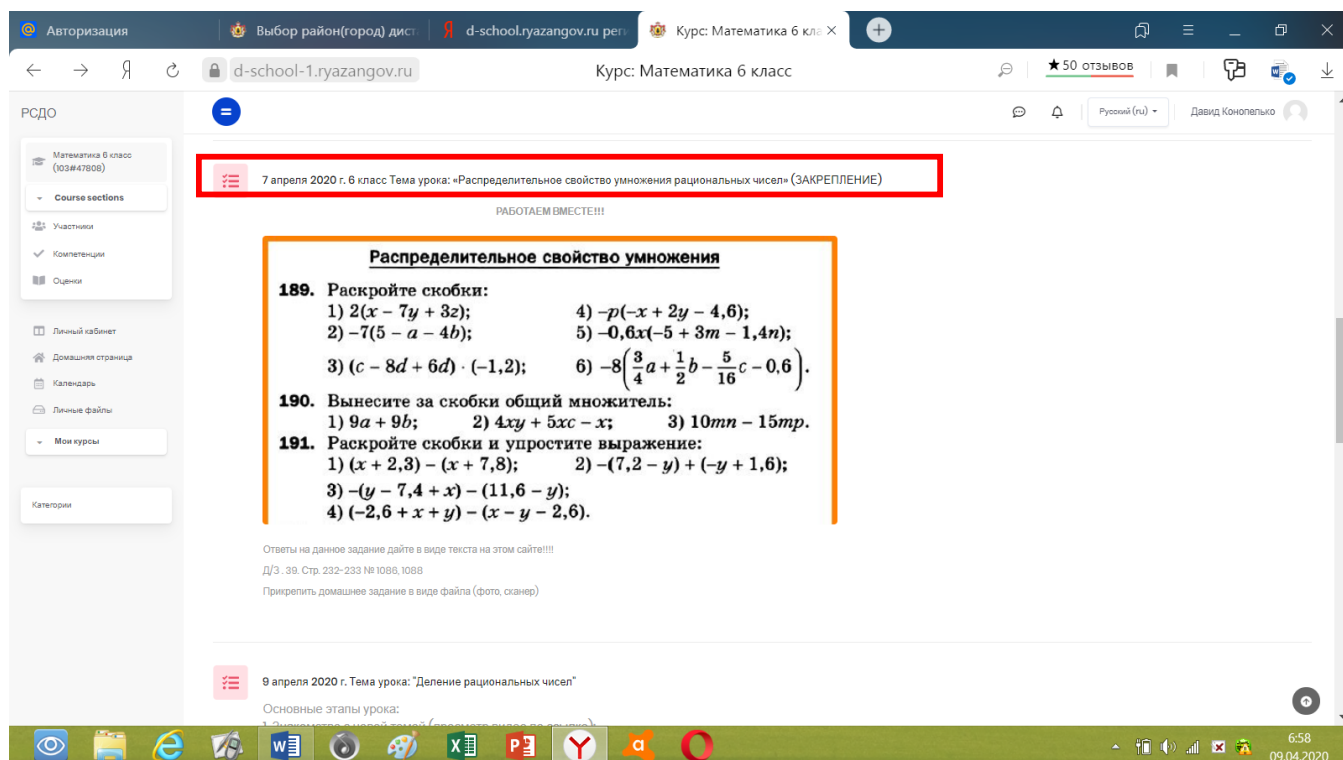 Авторизация
Выбор район(город) дист
d-school.ryazangov.ru реги
Курс: Математика 6 кла
d-school-1.ryazangov.ru
Курс: Математика 6 класс
★50 отзывов
РСДО
Русский (ru)
Давид Конопелько
Математика 6 класс
(103#47808)
Course sections
Участники
Компетенции
Оценки
Личный кабинет
Домашняя страница
Календарь
Личные файлы
Мои курсы
Категории
7 апреля 2020 г. 6 класс Тема урока: «Распределительное свойство умножения рациональных чисел» (ЗАКРЕПЛЕНИЕ)
РАБОТАЕМ ВМЕСТЕ!!!
Распределительное свойство умножения
189. Раскройте скобки:
1) 2(x – 7y + 3z); 4) –p(–x + 2y – 4,6);
2) –7(5 – a – 4b); 5) –0,6x(–5 + 3m – 1,4n);
3) (c – 8d + 6d) · (–1,2); 6) –8(3/4 a + 1/2 b – 5/16 c – 0,6).
190. Вынесите за скобки общий множитель:
1) 9a + 9b; 2) 4xy + 5xc – x; 3) 10mn – 15mp.
191. Раскройте скобки и упростите выражение:
1) (x + 2,3) – (x + 7,8); 2) –(7,2 – y) + (–y + 1,6);
3) –(y – 7,4 + x) – (11,6 – y);
4) (–2,6 + x + y) – (x – y – 2,6).
Ответы на данное задание дайте в виде текста на этом сайте!!!!
Д/З . 39. Стр. 232-233 № 1086, 1088
Прикрепить домашнее задание в виде файла (фото, сканер)
9 апреля 2020 г. Тема урока: "Деление рациональных чисел"
Основные этапы урока:
6:58
09.04.2020